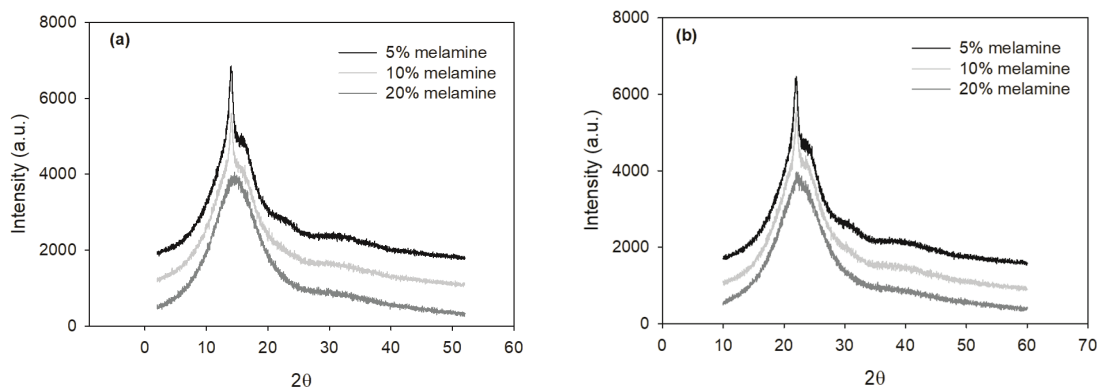 (a)
5% melamine
10% melamine
20% melamine
Intensity (a.u.)
8000
6000
4000
2000
0
0 10 20 30 40 50 60
2θ
(b)
5% melamine
10% melamine
20% melamine
Intensity (a.u.)
8000
6000
4000
2000
0
0 10 20 30 40 50 60 70
2θ